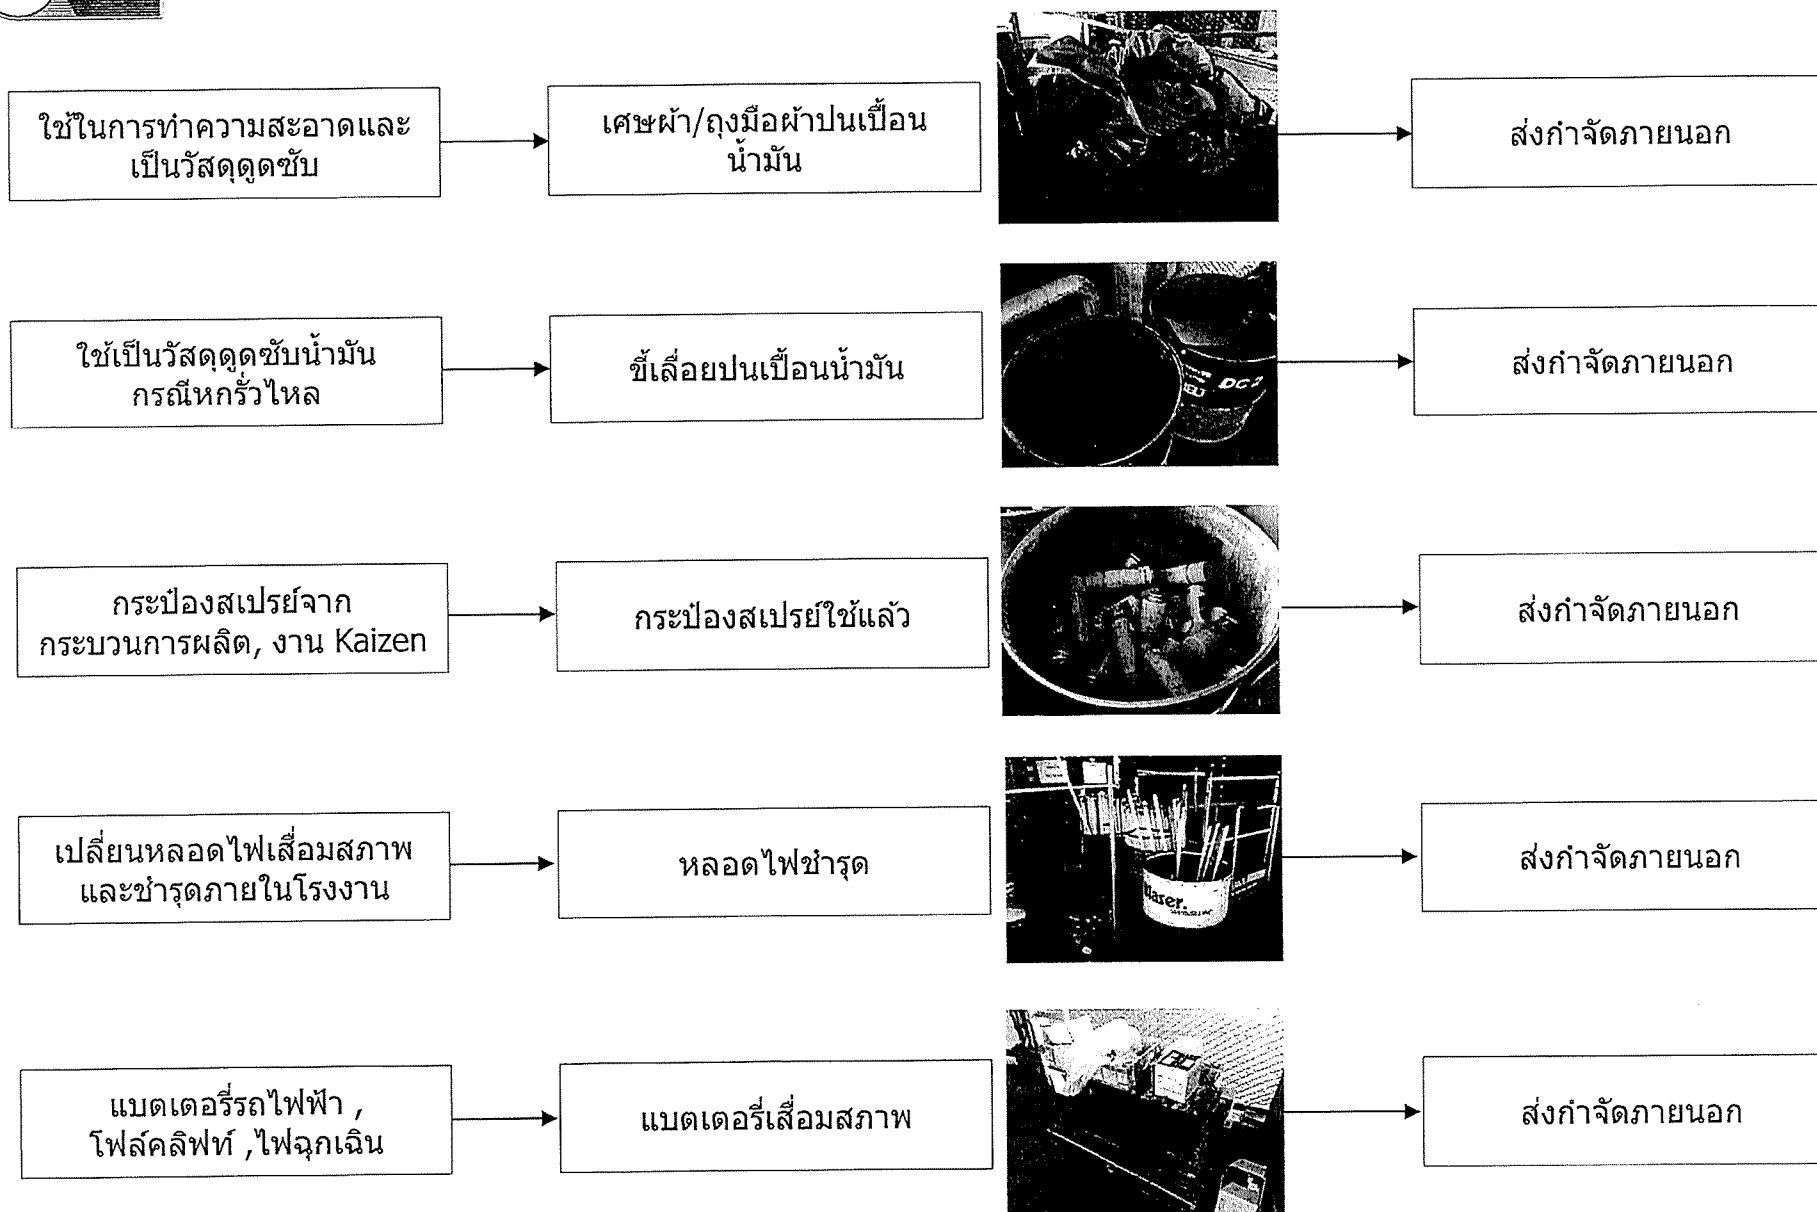 ใช้ในการทำความสะอาดและ
เป็นวัสดุดูดซับ
เศษผ้า/ถุงมือผ้าปนเปื้อน
น้ำมัน
ส่งกำจัดภายนอก
ใช้เป็นวัสดุดูดซับน้ำมัน
กรณีหกรั่วไหล
ขี้เลื่อยปนเปื้อนน้ำมัน
DC 2
ส่งกำจัดภายนอก
กระป๋องสเปรย์จาก
กระบวนการผลิต, งาน Kaizen
กระป๋องสเปรย์ใช้แล้ว
ส่งกำจัดภายนอก
เปลี่ยนหลอดไฟเสื่อมสภาพ
และชำรุดภายในโรงงาน
หลอดไฟชำรุด
ส่งกำจัดภายนอก
แบตเตอรี่รถไฟฟ้า ,
โฟล์คลิฟท์ ,ไฟฉุกเฉิน
แบตเตอรี่เสื่อมสภาพ
ส่งกำจัดภายนอก